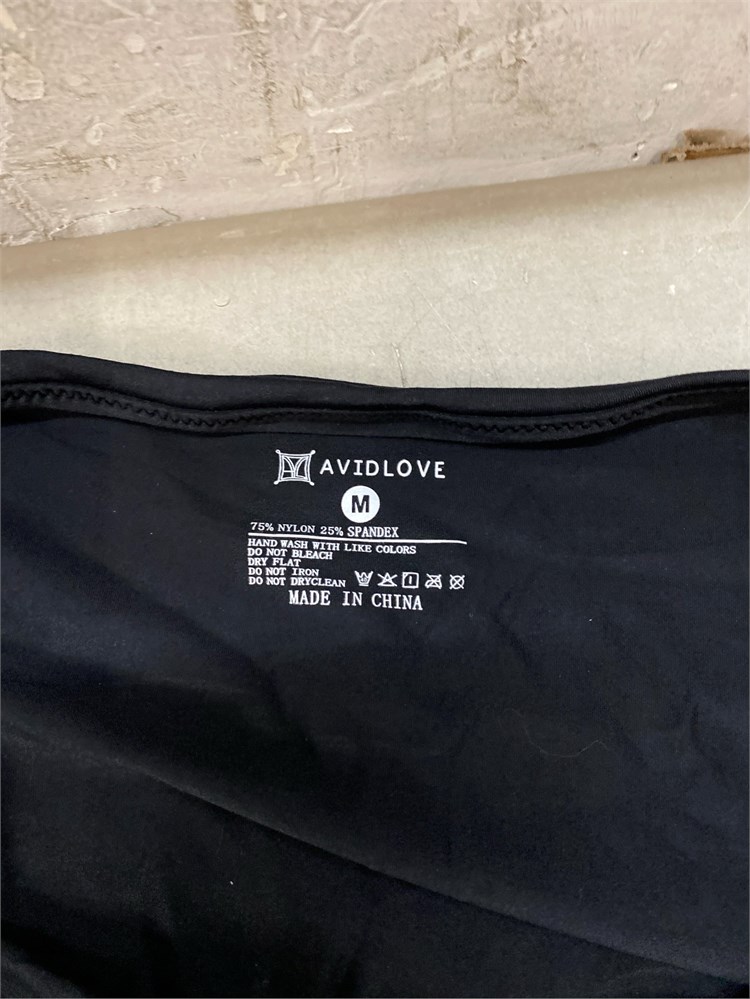 AVIDLOVE
M
75% NYLON 25% SPANDEX
HAND WASH WITH LIKE COLORS
DO NOT BLEACH
DRY FLAT
DO NOT IRON
DO NOT DRYCLEAN
MADE IN CHINA